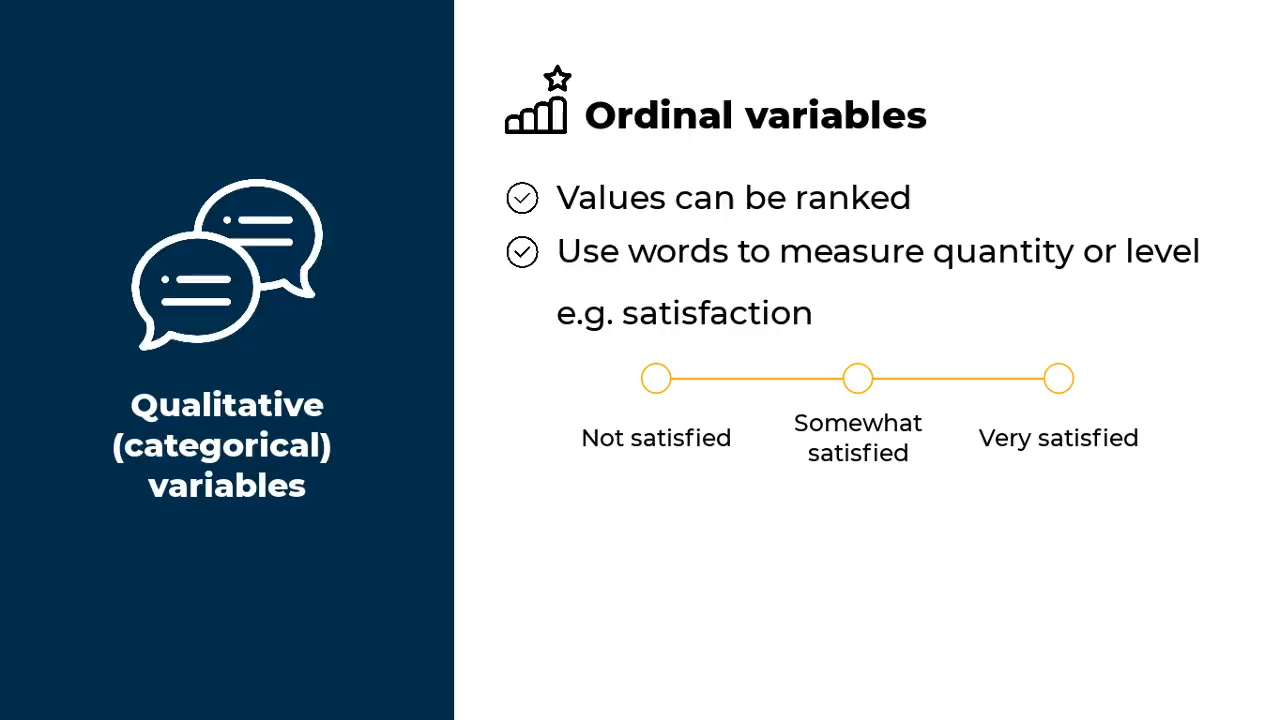 Qualitative
(categorical)
variables
Ordinal variables
Values can be ranked
Use words to measure quantity or level
e.g. satisfaction
Not satisfied
Somewhat
satisfied
Very satisfied